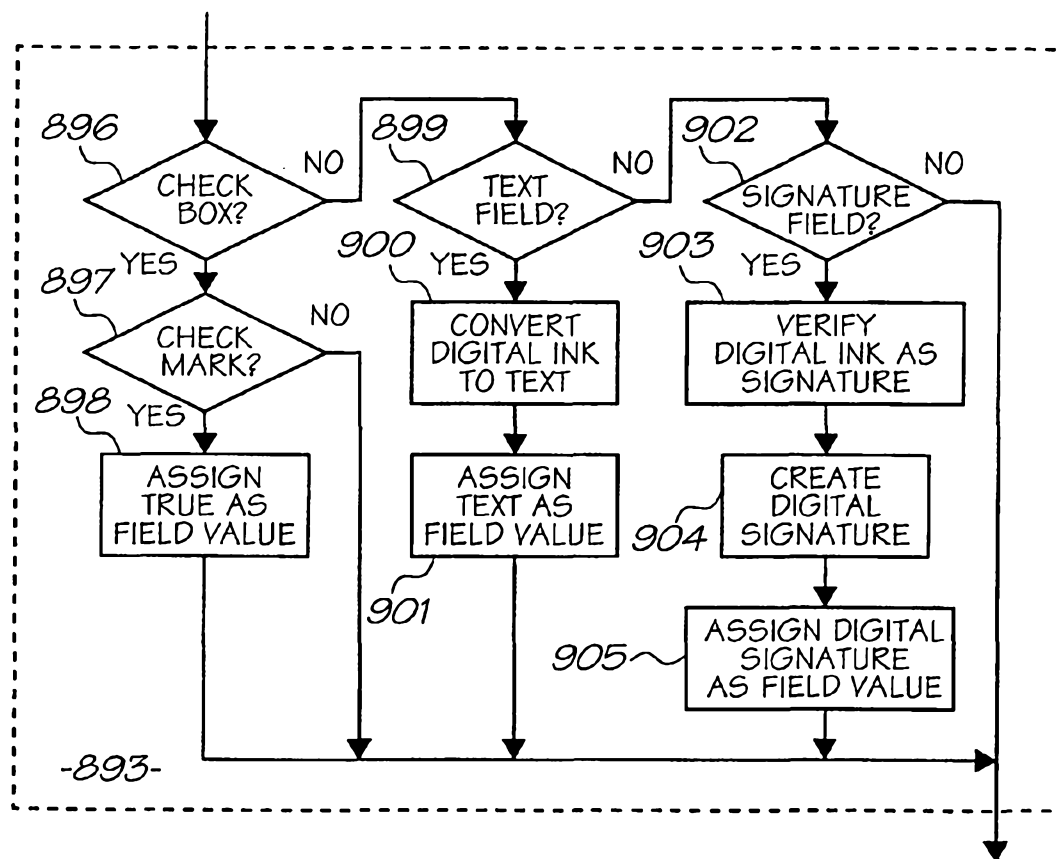 896
CHECK
BOX?
NO
YES
897
CHECK
MARK?
NO
YES
898
ASSIGN
TRUE AS
FIELD VALUE
899
TEXT
FIELD?
NO
YES
900
CONVERT
DIGITAL INK
TO TEXT
ASSIGN
TEXT AS
FIELD VALUE
901
902
SIGNATURE
FIELD?
NO
YES
903
VERIFY
DIGITAL INK AS
SIGNATURE
CREATE
DIGITAL
SIGNATURE
904
ASSIGN DIGITAL
SIGNATURE
AS FIELD VALUE
905
-893-